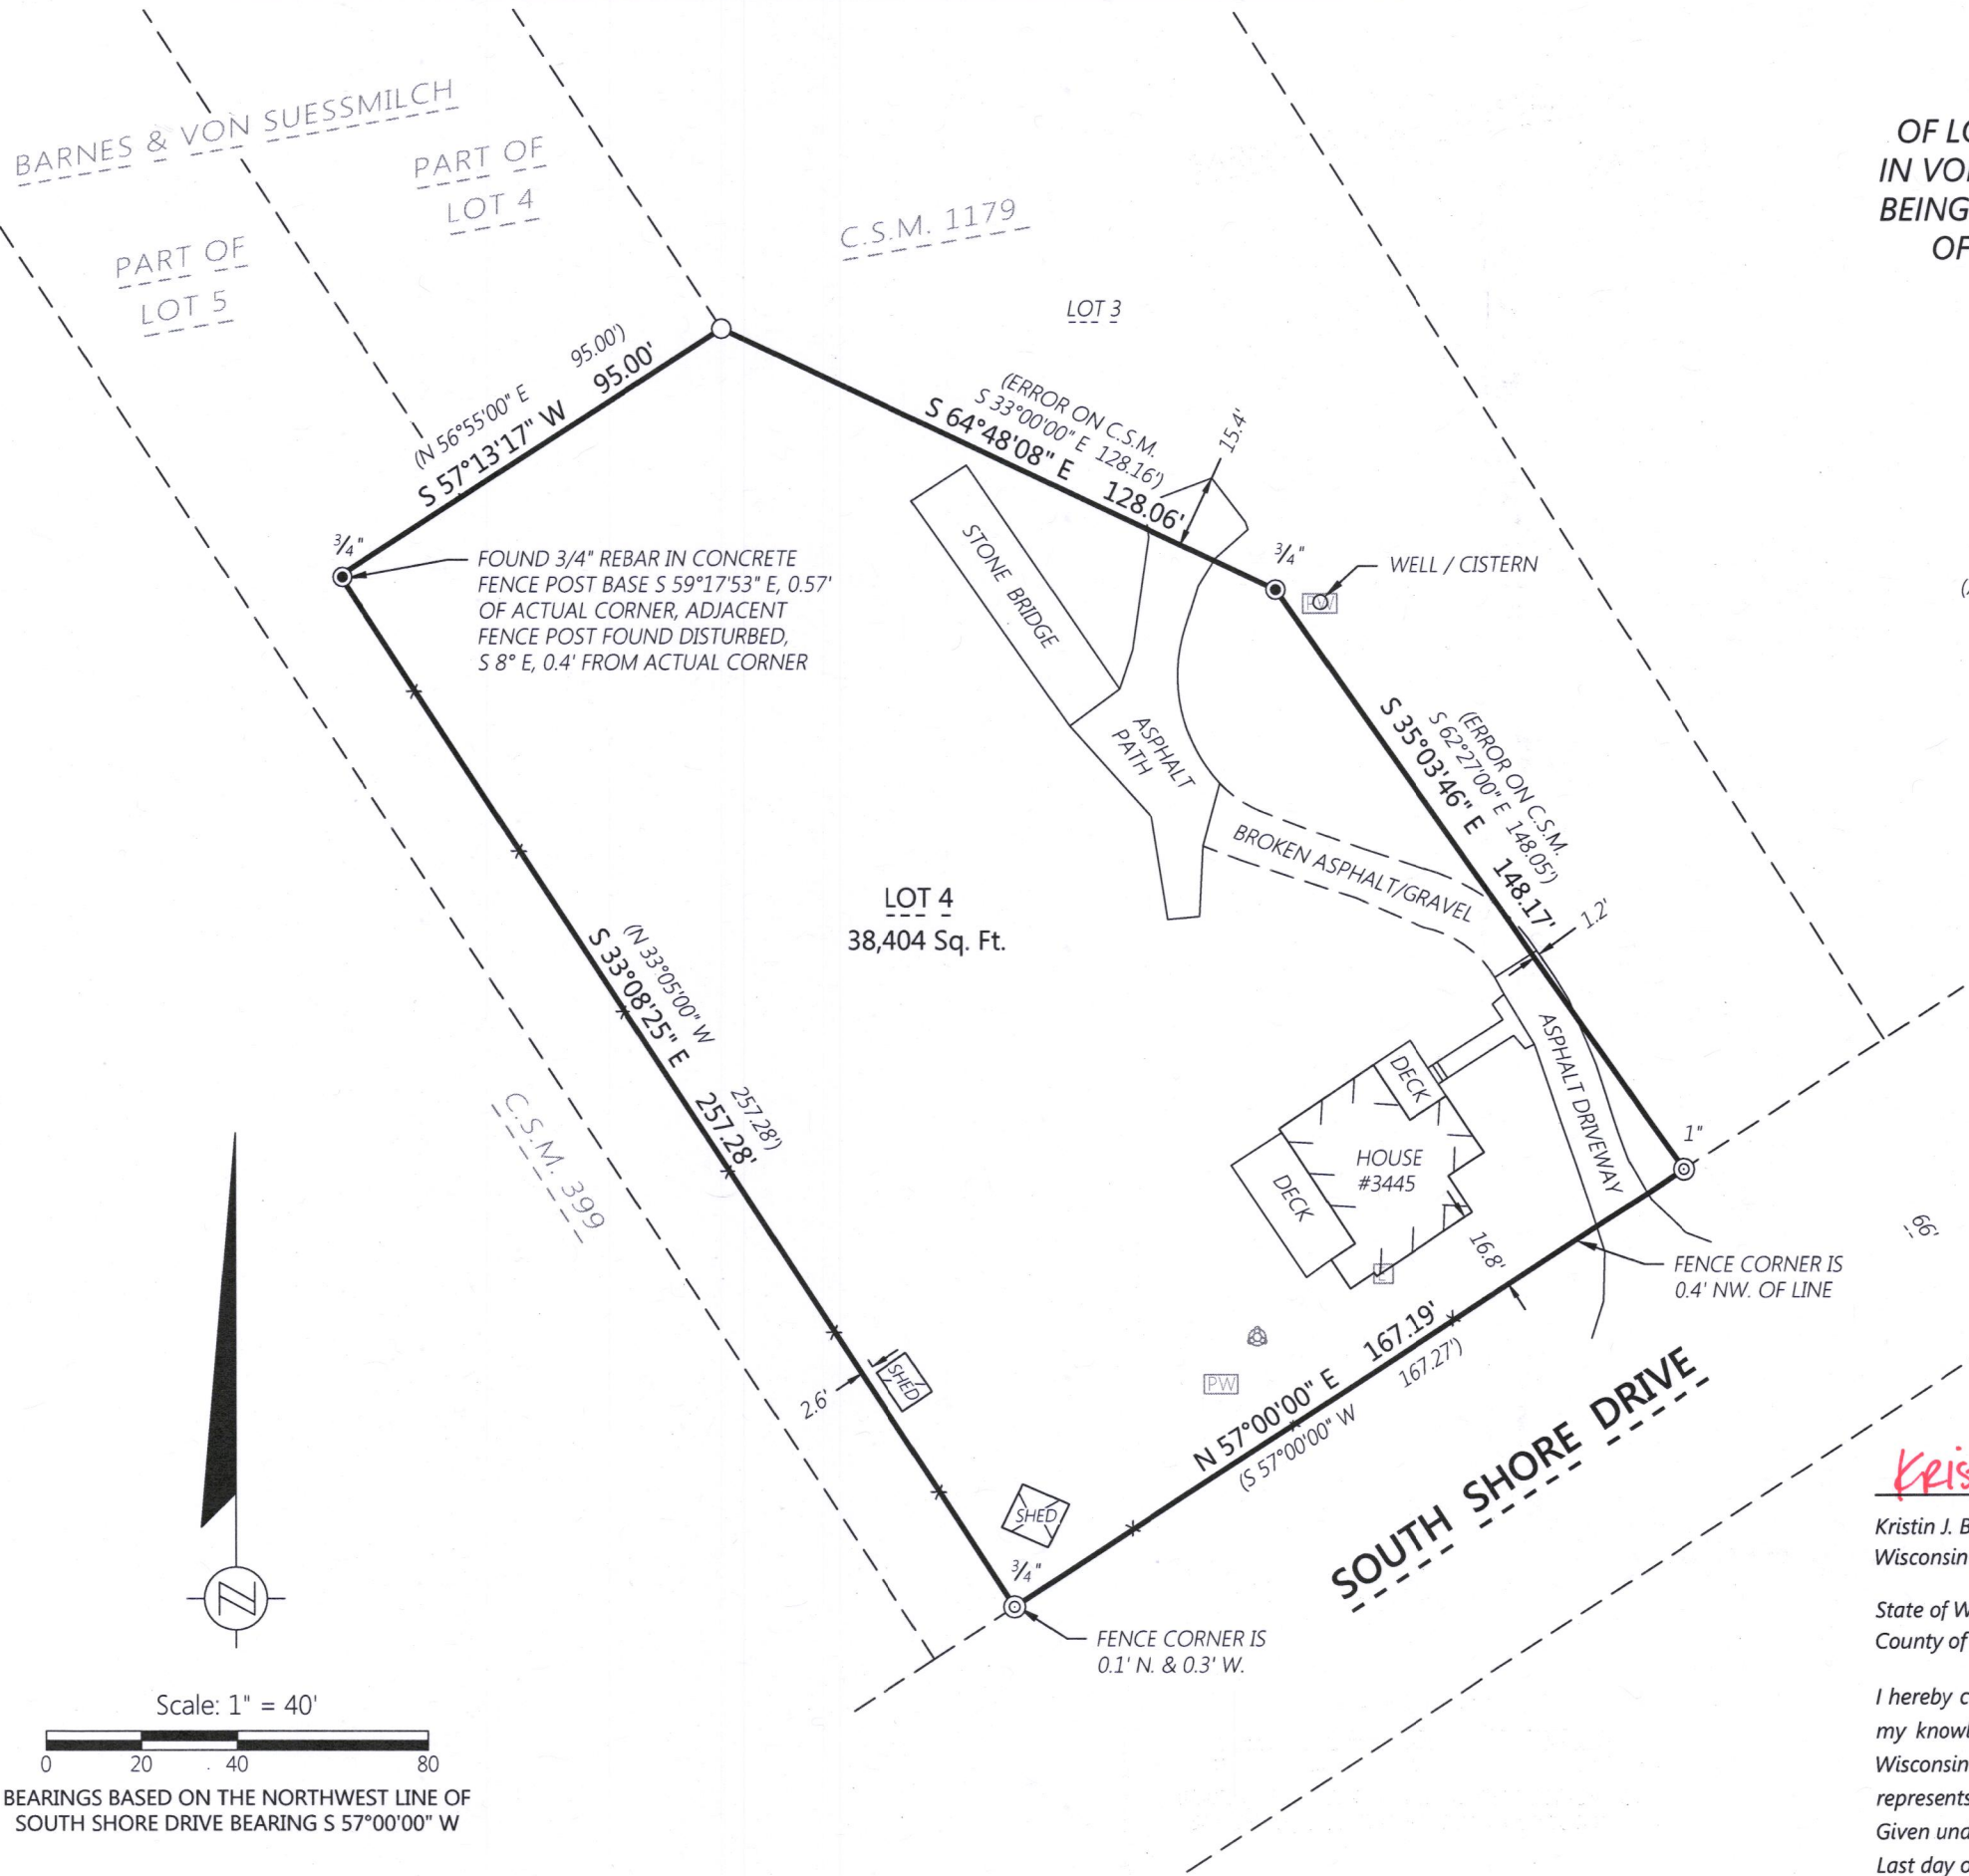 BARNES & VON SUESSMILCH
PART OF
LOT 4
PART OF
LOT 5
C.S.M. 1179
LOT 3
OF LO
IN VO
BEING
OF
(N 56°55'00" E 95.00')
S 57°13'17" W 95.00'
(ERROR ON C.S.M.
S 33°00'00" E 128.16')
S 64°48'08" E 128.06'
15.4'
3/4"
FOUND 3/4" REBAR IN CONCRETE
FENCE POST BASE S 59°17'53" E, 0.57'
OF ACTUAL CORNER, ADJACENT
FENCE POST FOUND DISTURBED,
S 8° E, 0.4' FROM ACTUAL CORNER
STONE BRIDGE
3/4"
WELL / CISTERN
PW
ASPHALT
PATH
(ERROR ON C.S.M.
S 62°27'00" E 148.05')
S 35°03'46" E 148.17'
BROKEN ASPHALT/GRAVEL
1.2'
LOT 4
38,404 Sq. Ft.
(N 33°05'00" W 257.28')
S 33°08'25" E 257.28'
C.S.M. 399
DECK
HOUSE
#3445
DECK
ASPHALT DRIVEWAY
1"
16.8'
E
66'
FENCE CORNER IS
0.4' NW. OF LINE
SHED
2.6'
PW
N 57°00'00" E 167.19'
(S 57°00'00" W 167.27')
SOUTH SHORE DRIVE
SHED
3/4"
FENCE CORNER IS
0.1' N. & 0.3' W.
N
Scale: 1" = 40'
0 20 40 80
BEARINGS BASED ON THE NORTHWEST LINE OF
SOUTH SHORE DRIVE BEARING S 57°00'00" W
Kris
Kristin J. B
Wisconsin
State of W
County of
I hereby c
my knowl
Wisconsin
represents
Given und
Last day o